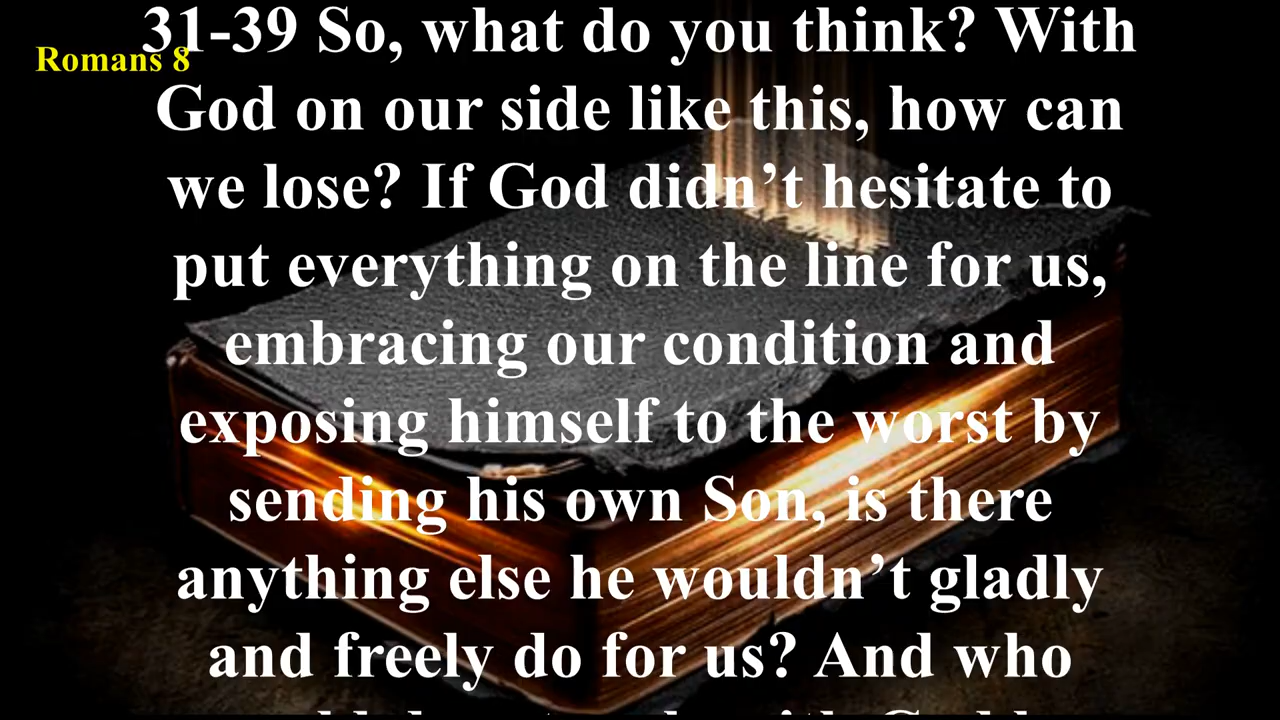 Romans 8
31-39 So, what do you think? With
God on our side like this, how can
we lose? If God didn’t hesitate to
put everything on the line for us,
embracing our condition and
exposing himself to the worst by
sending his own Son, is there
anything else he wouldn’t gladly
and freely do for us? And who